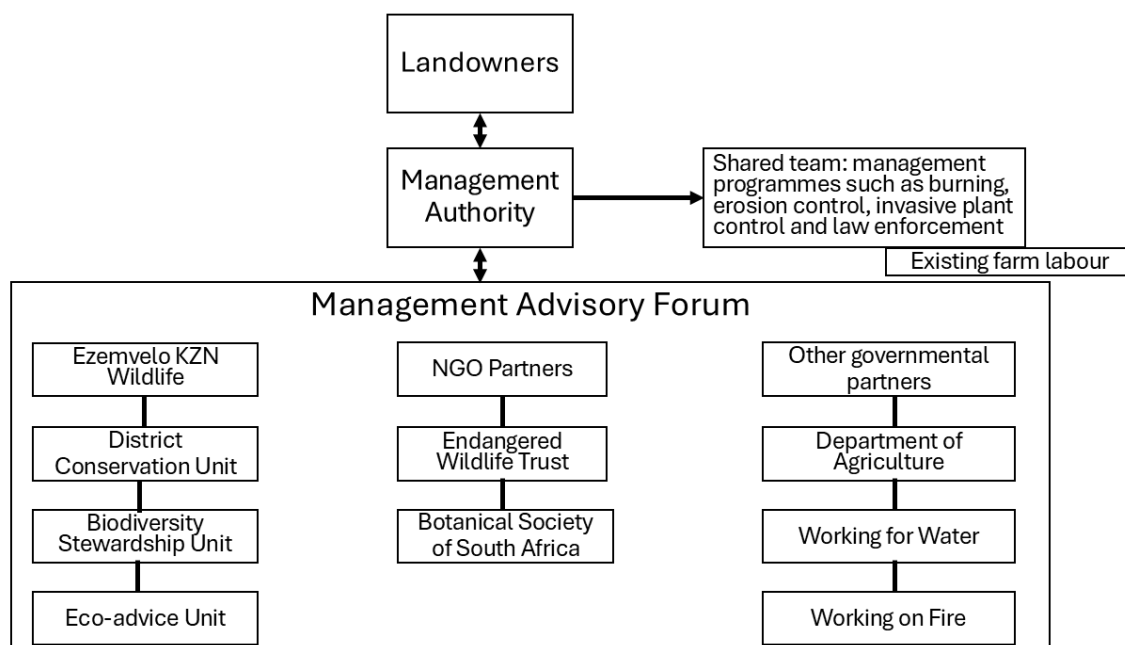 Landowners
Management
Authority
Shared team: management
programmes such as burning,
erosion control, invasive plant
control and law enforcement
Existing farm labour
Management Advisory Forum
Ezemvelo KZN
Wildlife
District
Conservation Unit
Biodiversity
Stewardship Unit
Eco-advice Unit
NGO Partners
Endangered
Wildlife Trust
Botanical Society
of South Africa
Other governmental
partners
Department of
Agriculture
Working for Water
Working on Fire